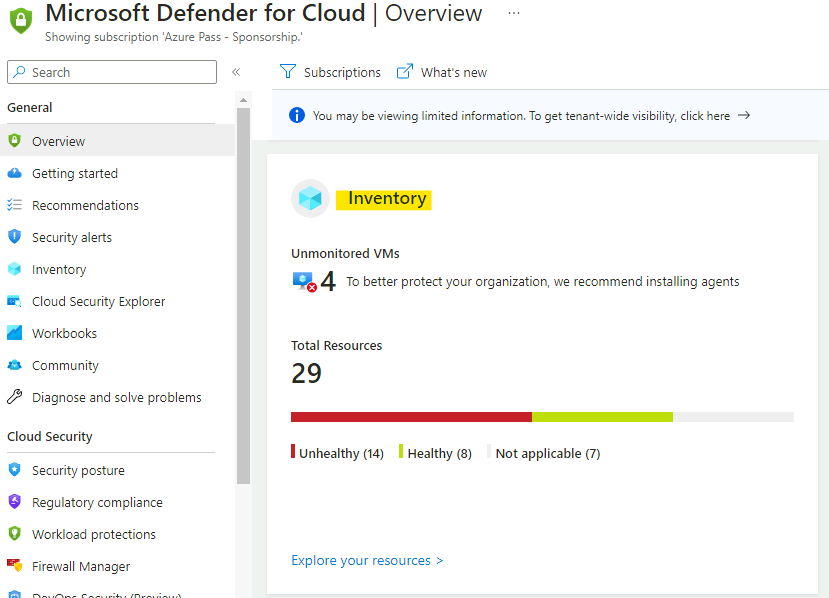 Microsoft Defender for Cloud | Overview ...
Showing subscription 'Azure Pass - Sponsorship.'
Search
«
Subscriptions
What's new
You may be viewing limited information. To get tenant-wide visibility, click here →
General
Overview
Getting started
Recommendations
Security alerts
Inventory
Cloud Security Explorer
Workbooks
Community
Diagnose and solve problems
Cloud Security
Security posture
Regulatory compliance
Workload protections
Firewall Manager
DevOps Security (Preview)
Inventory
Unmonitored VMs
4 To better protect your organization, we recommend installing agents
Total Resources
29
Unhealthy (14) Healthy (8) Not applicable (7)
Explore your resources >